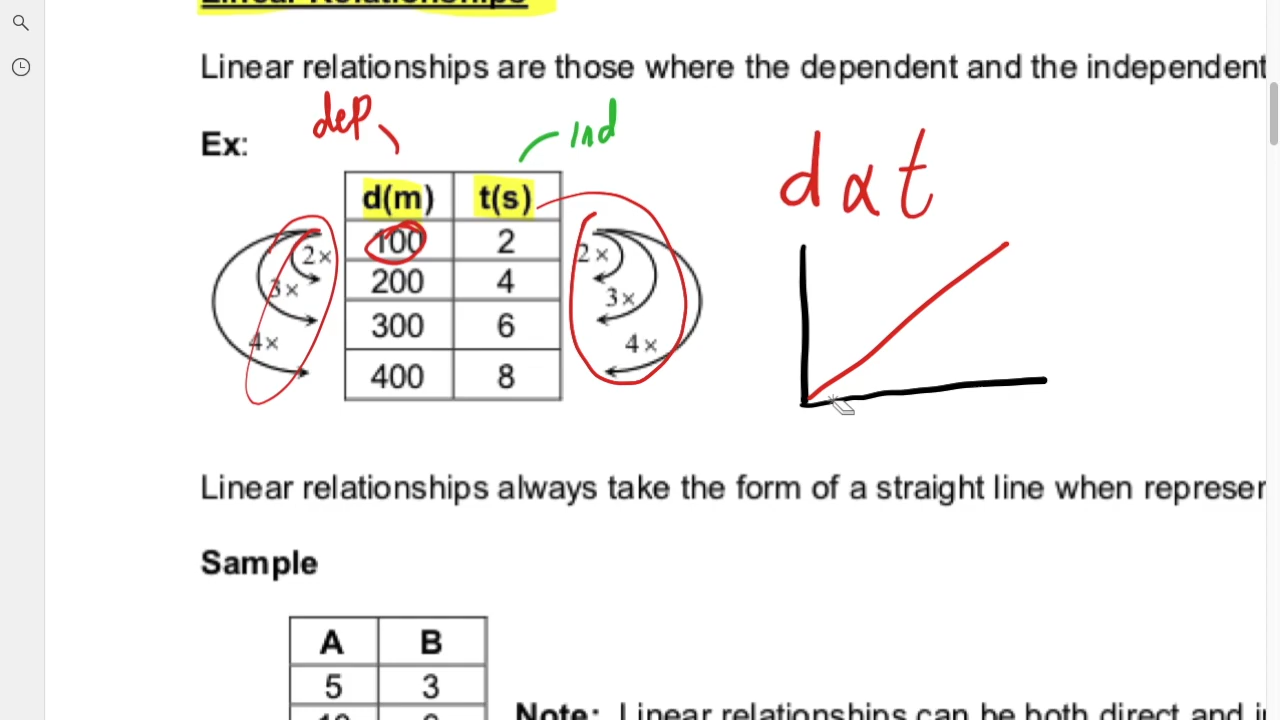 Linear Relationships
Linear relationships are those where the dependent and the independent
dep
ind
Ex:
d α t
d(m) t(s)
100 2
200 4
300 6
400 8
2× 2×
3× 3×
4× 4×
Linear relationships always take the form of a straight line when represen
Sample
A B
5 3
Note: Linear relationships can be both direct and